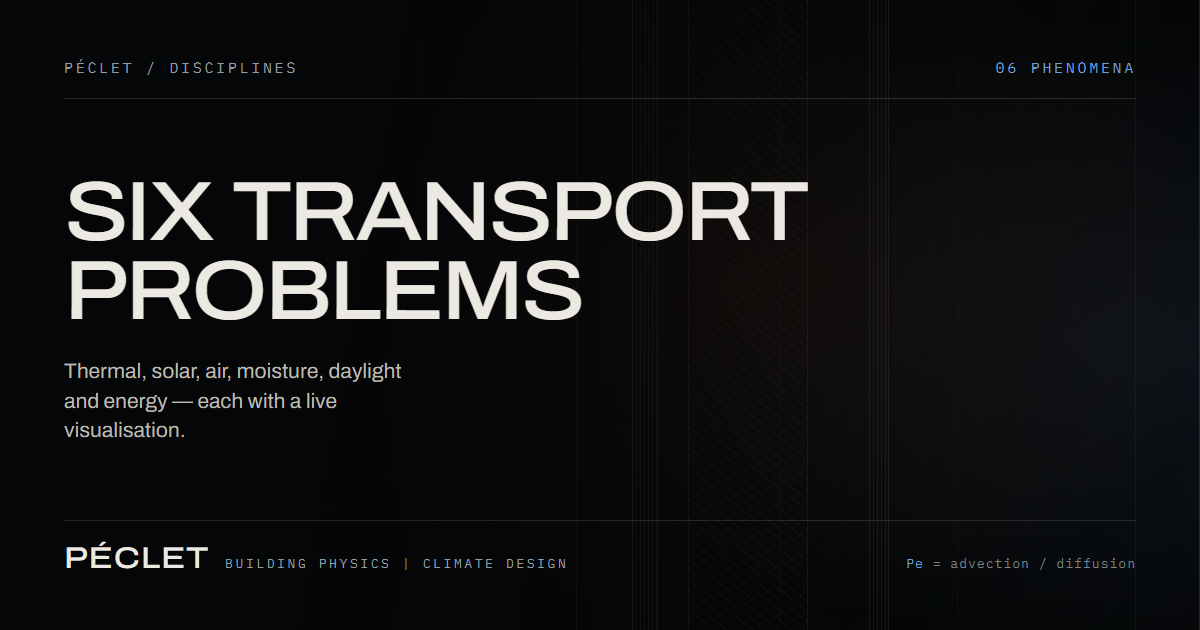 PÉCLET / DISCIPLINES
06 PHENOMENA
SIX TRANSPORT
PROBLEMS
Thermal, solar, air, moisture, daylight
and energy — each with a live
visualisation.
PÉCLET BUILDING PHYSICS | CLIMATE DESIGN
Pe = advection / diffusion